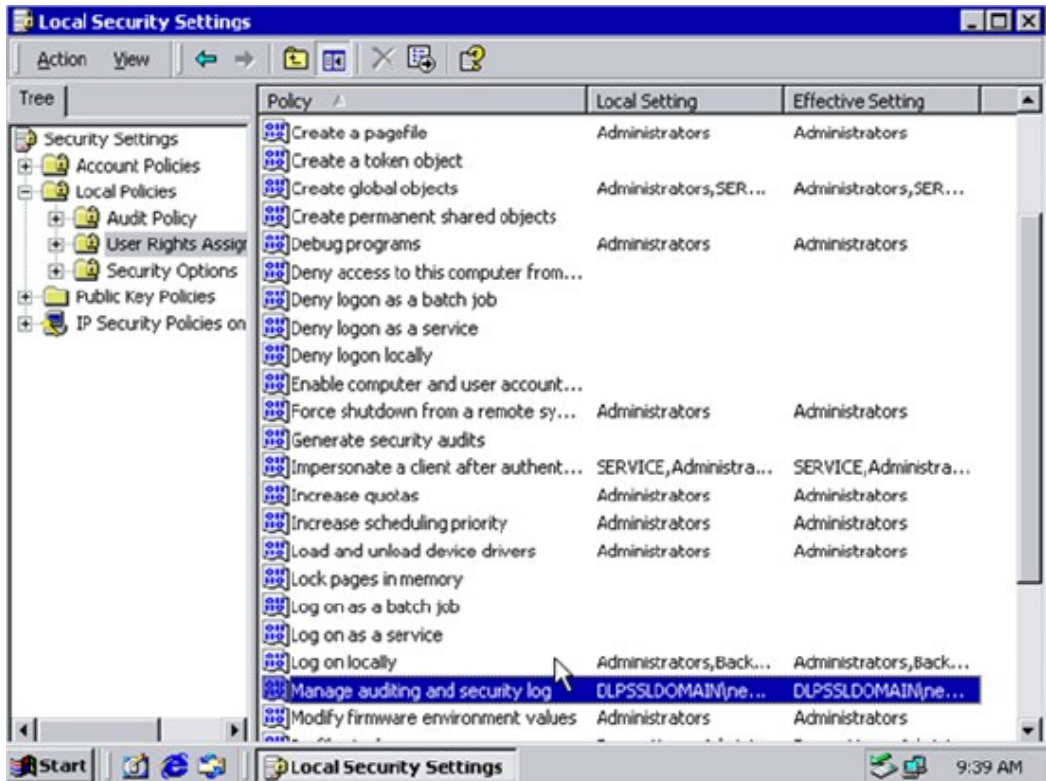 Local Security Settings
Action View
Tree
Policy Local Setting Effective Setting
Security Settings
Account Policies
Local Policies
Audit Policy
User Rights Assigr
Security Options
Public Key Policies
IP Security Policies on
Create a pagefile Administrators Administrators
Create a token object
Create global objects Administrators,SER... Administrators,SER...
Create permanent shared objects
Debug programs Administrators Administrators
Deny access to this computer from...
Deny logon as a batch job
Deny logon as a service
Deny logon locally
Enable computer and user account...
Force shutdown from a remote sy... Administrators Administrators
Generate security audits
Impersonate a client after authent... SERVICE,Administra... SERVICE,Administra...
Increase quotas Administrators Administrators
Increase scheduling priority Administrators Administrators
Load and unload device drivers Administrators Administrators
Lock pages in memory
Log on as a batch job
Log on as a service
Log on locally Administrators,Back... Administrators,Back...
Manage auditing and security log DLPSSLDOMAIN\ne... DLPSSLDOMAIN\ne...
Modify firmware environment values Administrators Administrators
Start Local Security Settings 9:39 AM